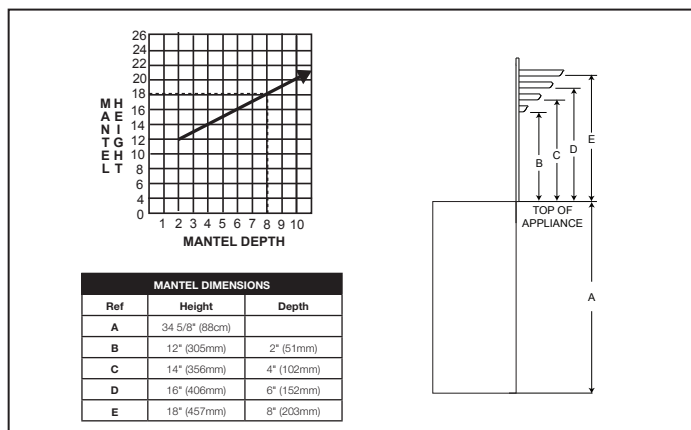 26
24
22
20
18
16
14
12
10
8
6
4
2
0
MANTEL
HEIGHT
1 2 3 4 5 6 7 8 9 10
MANTEL DEPTH
MANTEL DIMENSIONS
Ref Height Depth
A 34 5/8" (88cm)
B 12" (305mm) 2" (51mm)
C 14" (356mm) 4" (102mm)
D 16" (406mm) 6" (152mm)
E 18" (457mm) 8" (203mm)
E
D
C
B
TOP OF
APPLIANCE
A